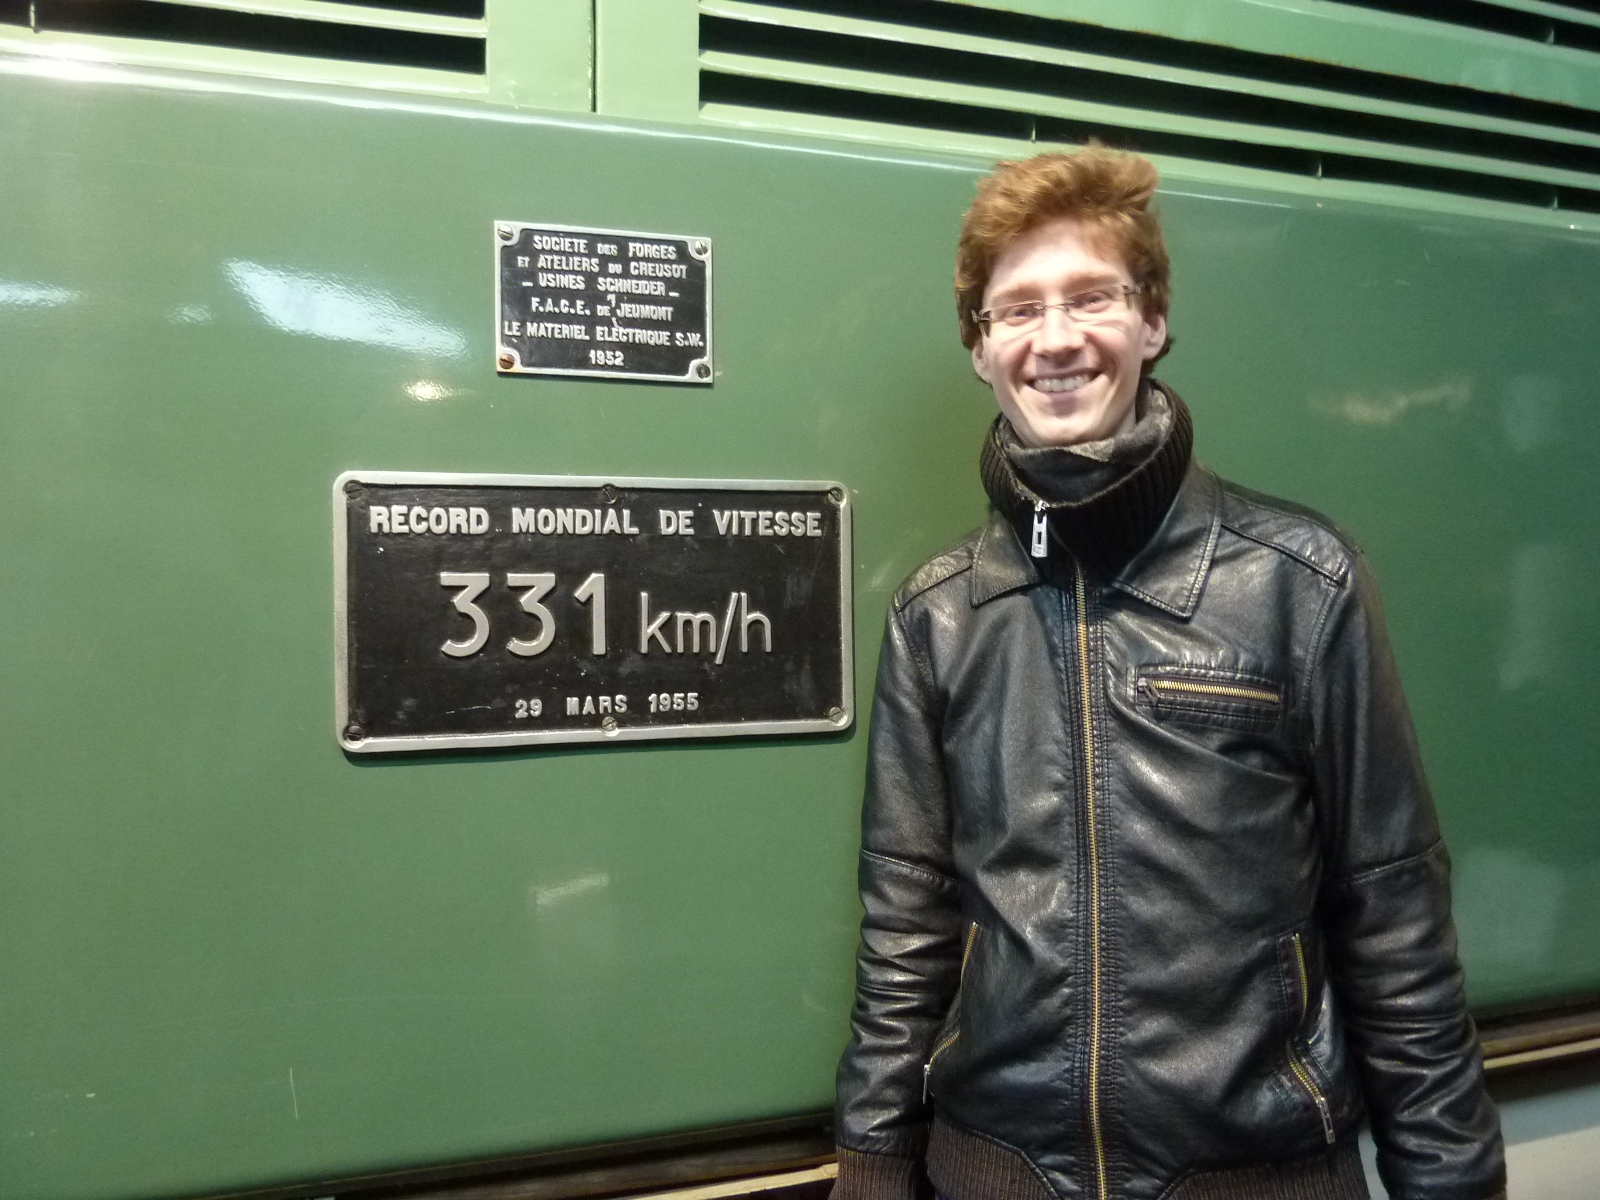 SOCIETE DES FORGES
ET ATELIERS DU CREUSOT
_ USINES SCHNEIDER _
F.A.C.E. DE JEUMONT
LE MATERIEL ELECTRIQUE S.W.
1952
RECORD MONDIAL DE VITESSE
331 km/h
29 MARS 1955